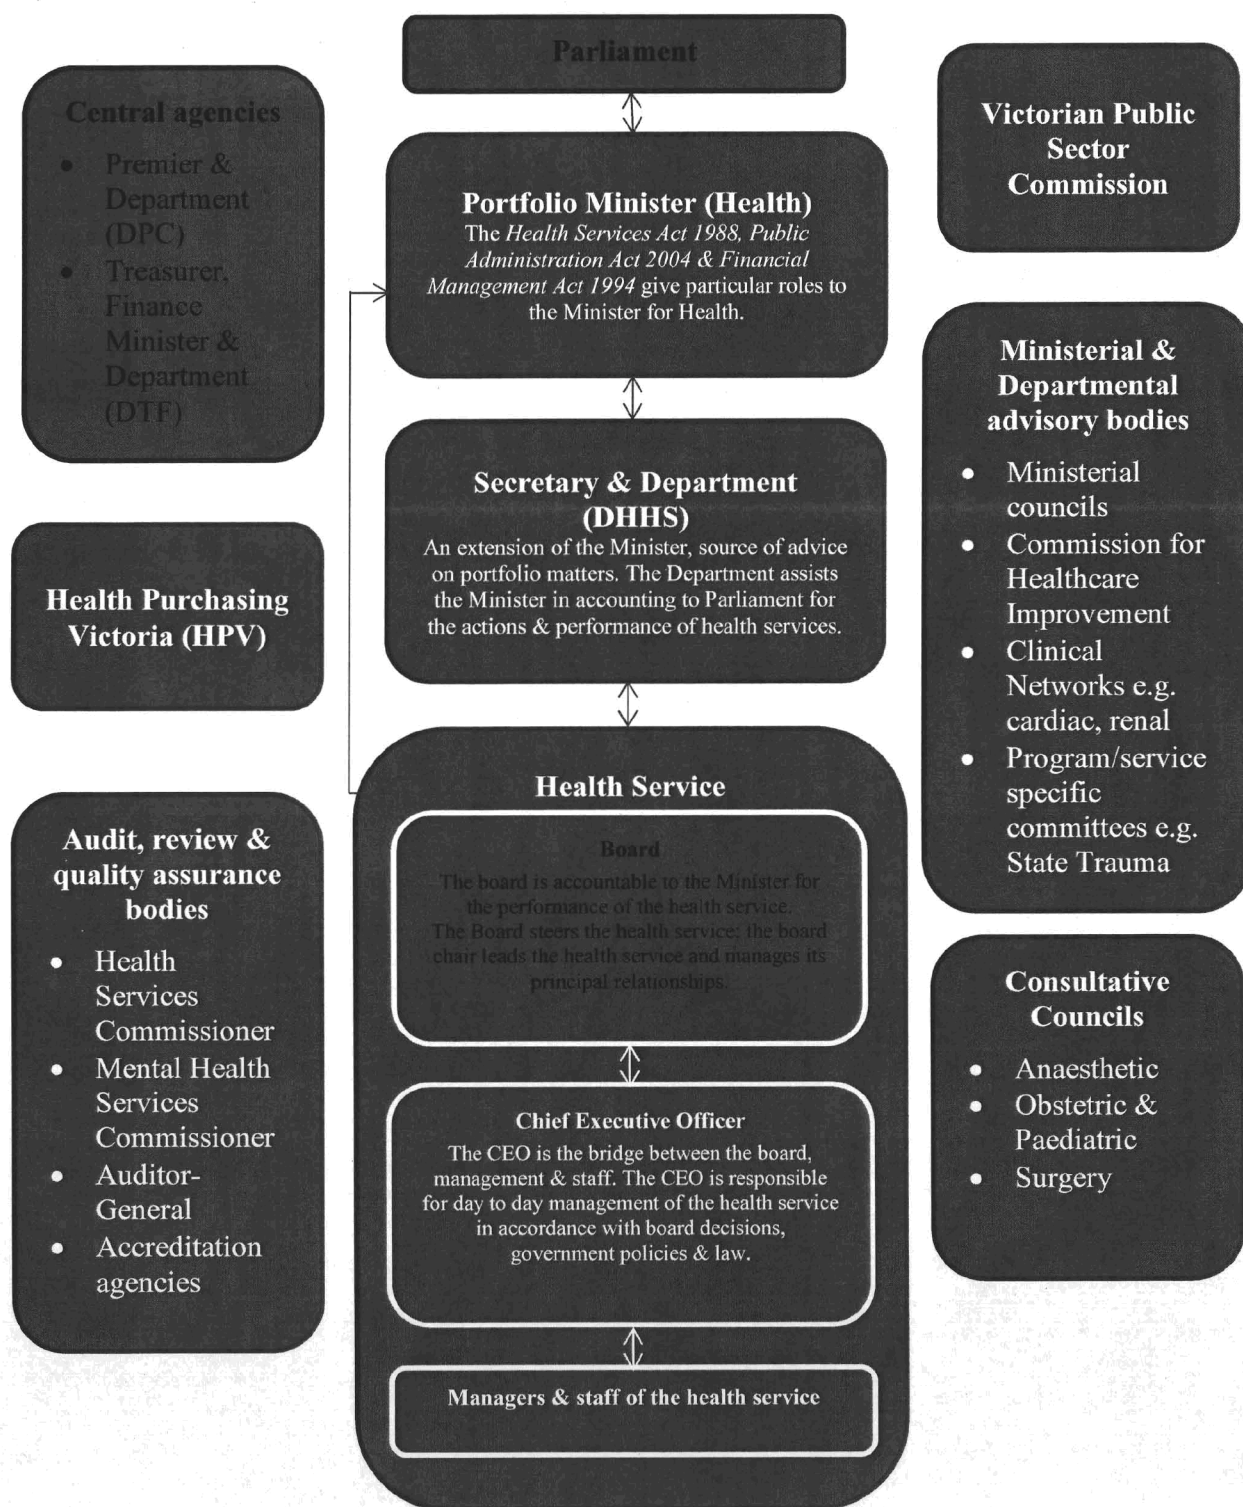 Parliament
Central agencies
• Premier &
Department
(DPC)
• Treasurer,
Finance
Minister &
Department
(DTF)
Portfolio Minister (Health)
The Health Services Act 1988, Public
Administration Act 2004 & Financial
Management Act 1994 give particular roles to
the Minister for Health.
Victorian Public
Sector
Commission
Secretary & Department
(DHHS)
An extension of the Minister, source of advice
on portfolio matters. The Department assists
the Minister in accounting to Parliament for
the actions & performance of health services.
Ministerial &
Departmental
advisory bodies
• Ministerial
councils
• Commission for
Healthcare
Improvement
• Clinical
Networks e.g.
cardiac, renal
• Program/service
specific
committees e.g.
State Trauma
Health Purchasing
Victoria (HPV)
Audit, review &
quality assurance
bodies
• Health
Services
Commissioner
• Mental Health
Services
Commissioner
• Auditor-
General
• Accreditation
agencies
Health Service
Board
The board is accountable to the Minister for
the performance of the health service.
The Board steers the health service; the board
chair leads the health service and manages its
principal relationships.
Chief Executive Officer
The CEO is the bridge between the board,
management & staff. The CEO is responsible
for day to day management of the health service
in accordance with board decisions,
government policies & law.
Managers & staff of the health service
Consultative
Councils
• Anaesthetic
• Obstetric &
Paediatric
• Surgery